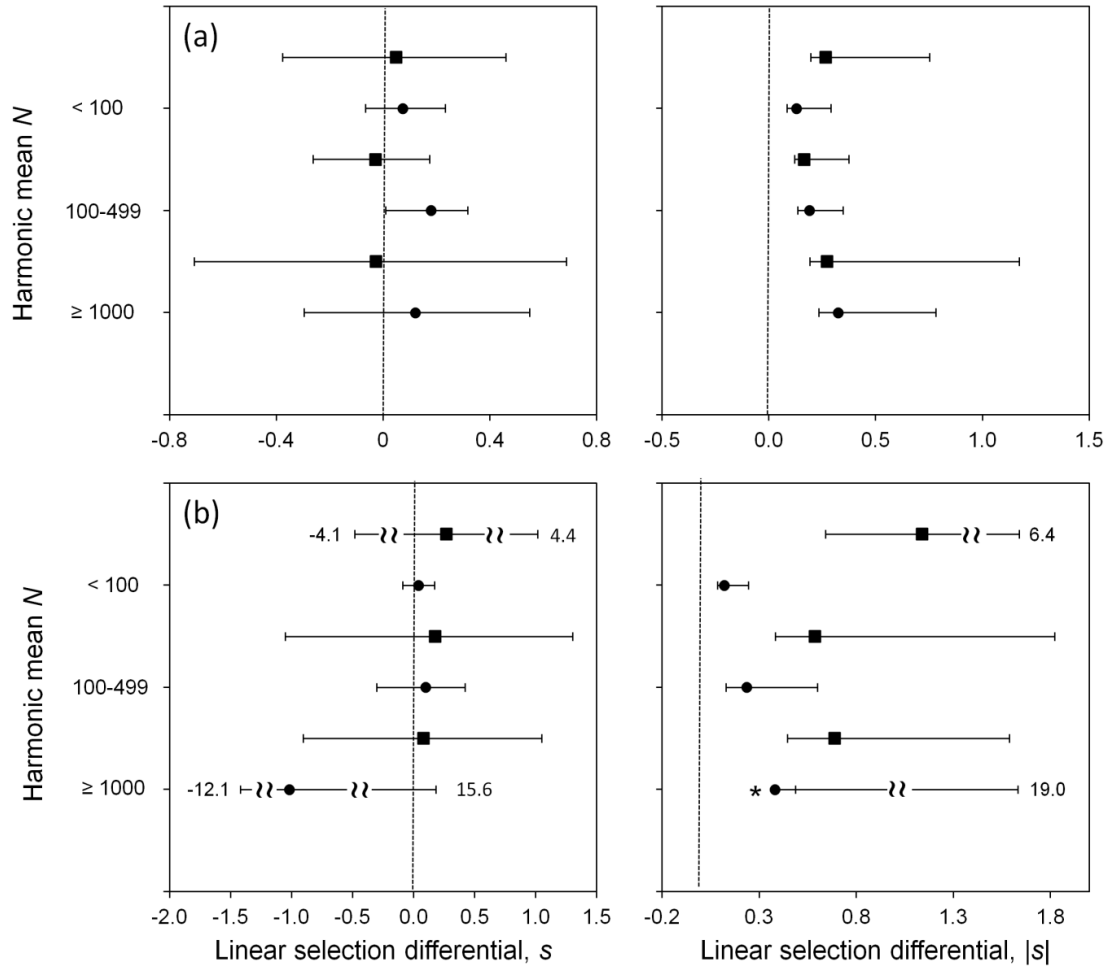 (a)
Harmonic mean N
< 100
100-499
≥ 1000
-0.8 -0.4 0 0.4 0.8
-0.5 0.0 0.5 1.0 1.5
(b)
-4.1 4.4 6.4
Harmonic mean N
< 100
100-499
≥ 1000
-12.1 15.6 * 19.0
-2.0 -1.5 -1.0 -0.5 0.0 0.5 1.0 1.5
-0.2 0.3 0.8 1.3 1.8
Linear selection differential, s
Linear selection differential, |s|